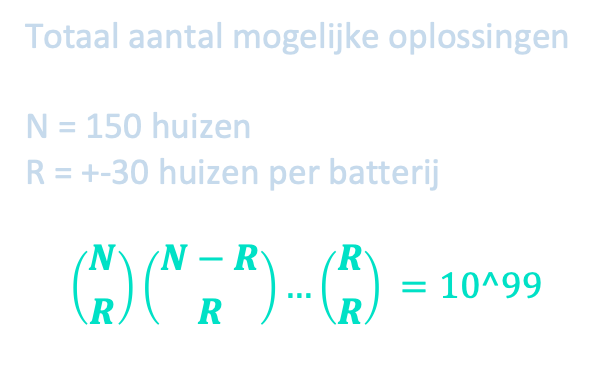 Totaal aantal mogelijke oplossingen
N = 150 huizen
R = +-30 huizen per batterij
(N R) (N − R R) ... (R R) = 10^99